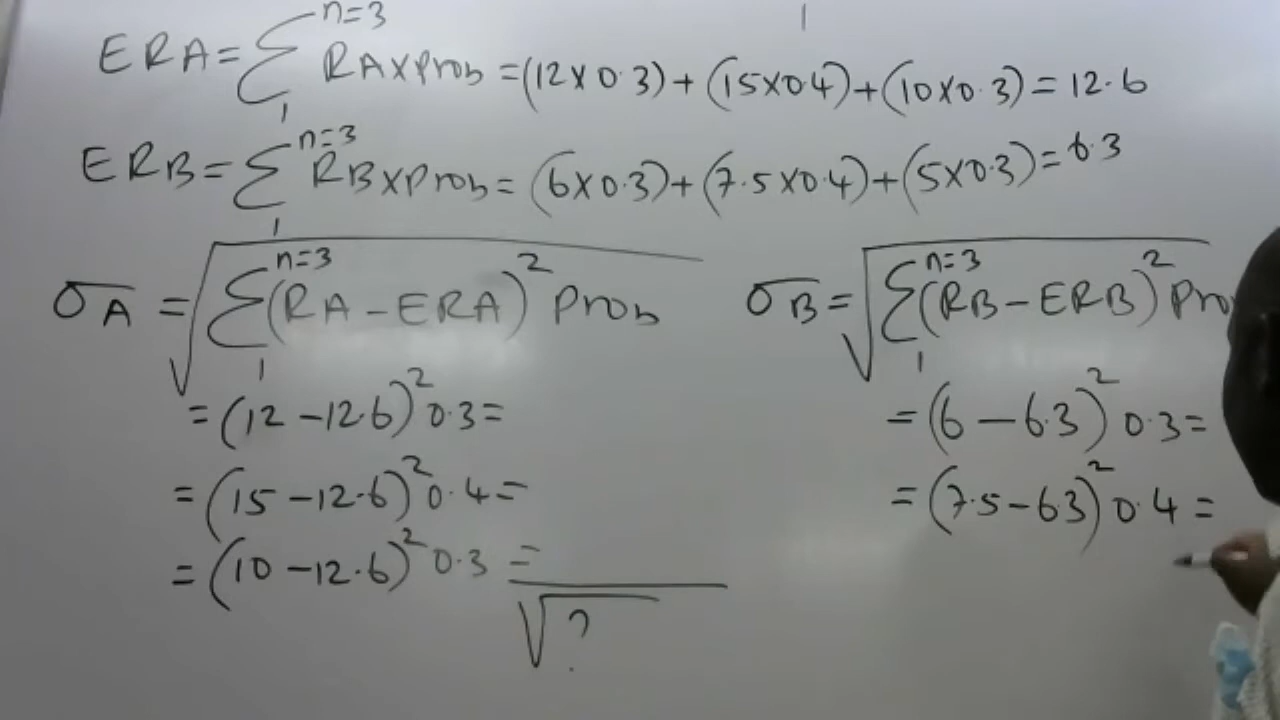 n=3
ERA=∑ RA×Prob=(12×0.3)+(15×0.4)+(10×0.3)=12.6
1
n=3
ERB=∑ RB×Prob=(6×0.3)+(7.5×0.4)+(5×0.3)=6.3
1
n=3
σA=√∑(RA-ERA)² Prob
1
=(12-12.6)² 0.3=
=(15-12.6)² 0.4=
=(10-12.6)² 0.3=
√?
n=3
σB=√∑(RB-ERB)² Pro
1
=(6-6.3)² 0.3=
=(7.5-63)² 0.4=